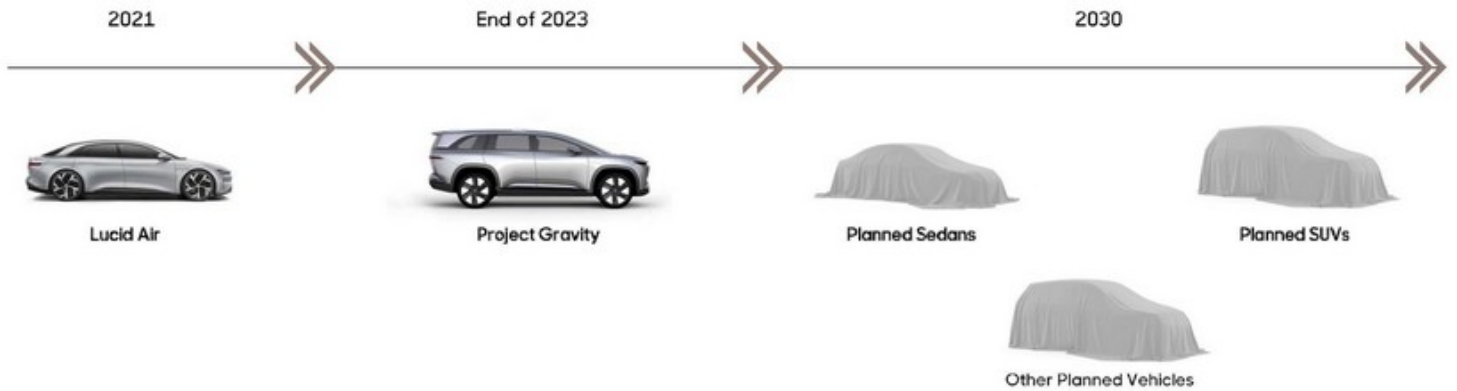 2021
End of 2023
2030
Lucid Air
Project Gravity
Planned Sedans
Planned SUVs
Other Planned Vehicles